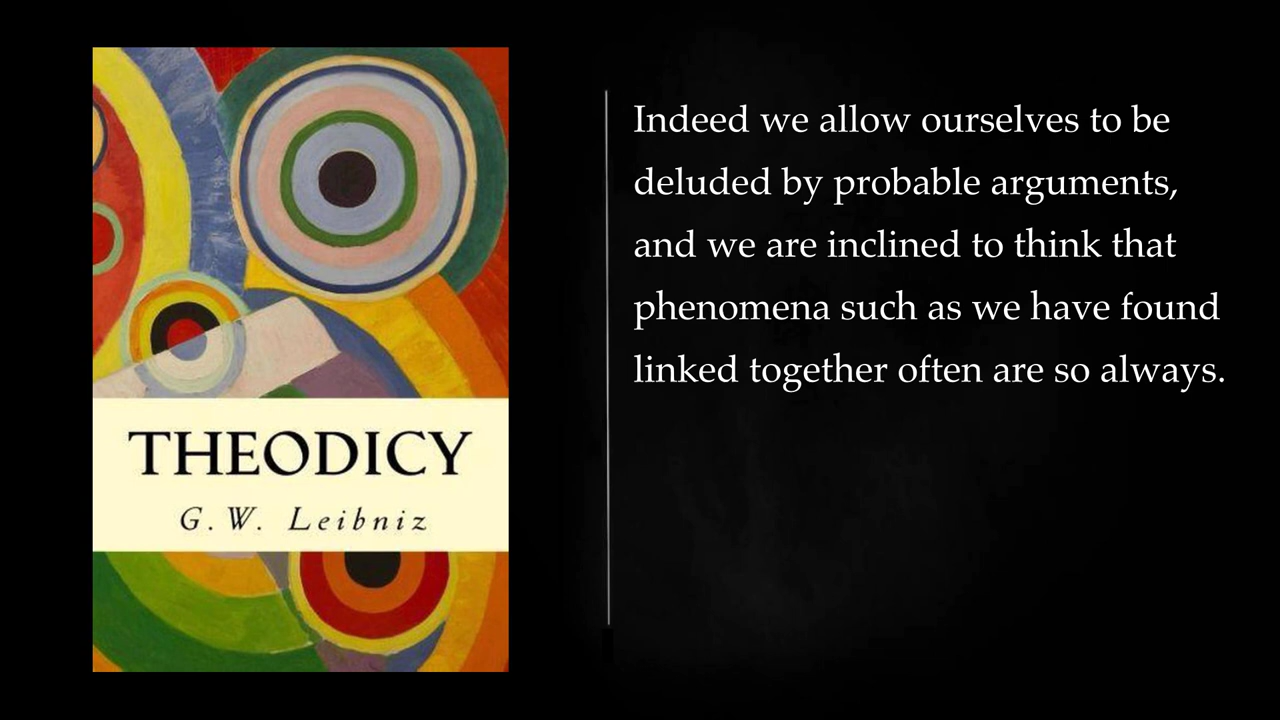 THEODICY
G. W. Leibniz
Indeed we allow ourselves to be
deluded by probable arguments,
and we are inclined to think that
phenomena such as we have found
linked together often are so always.